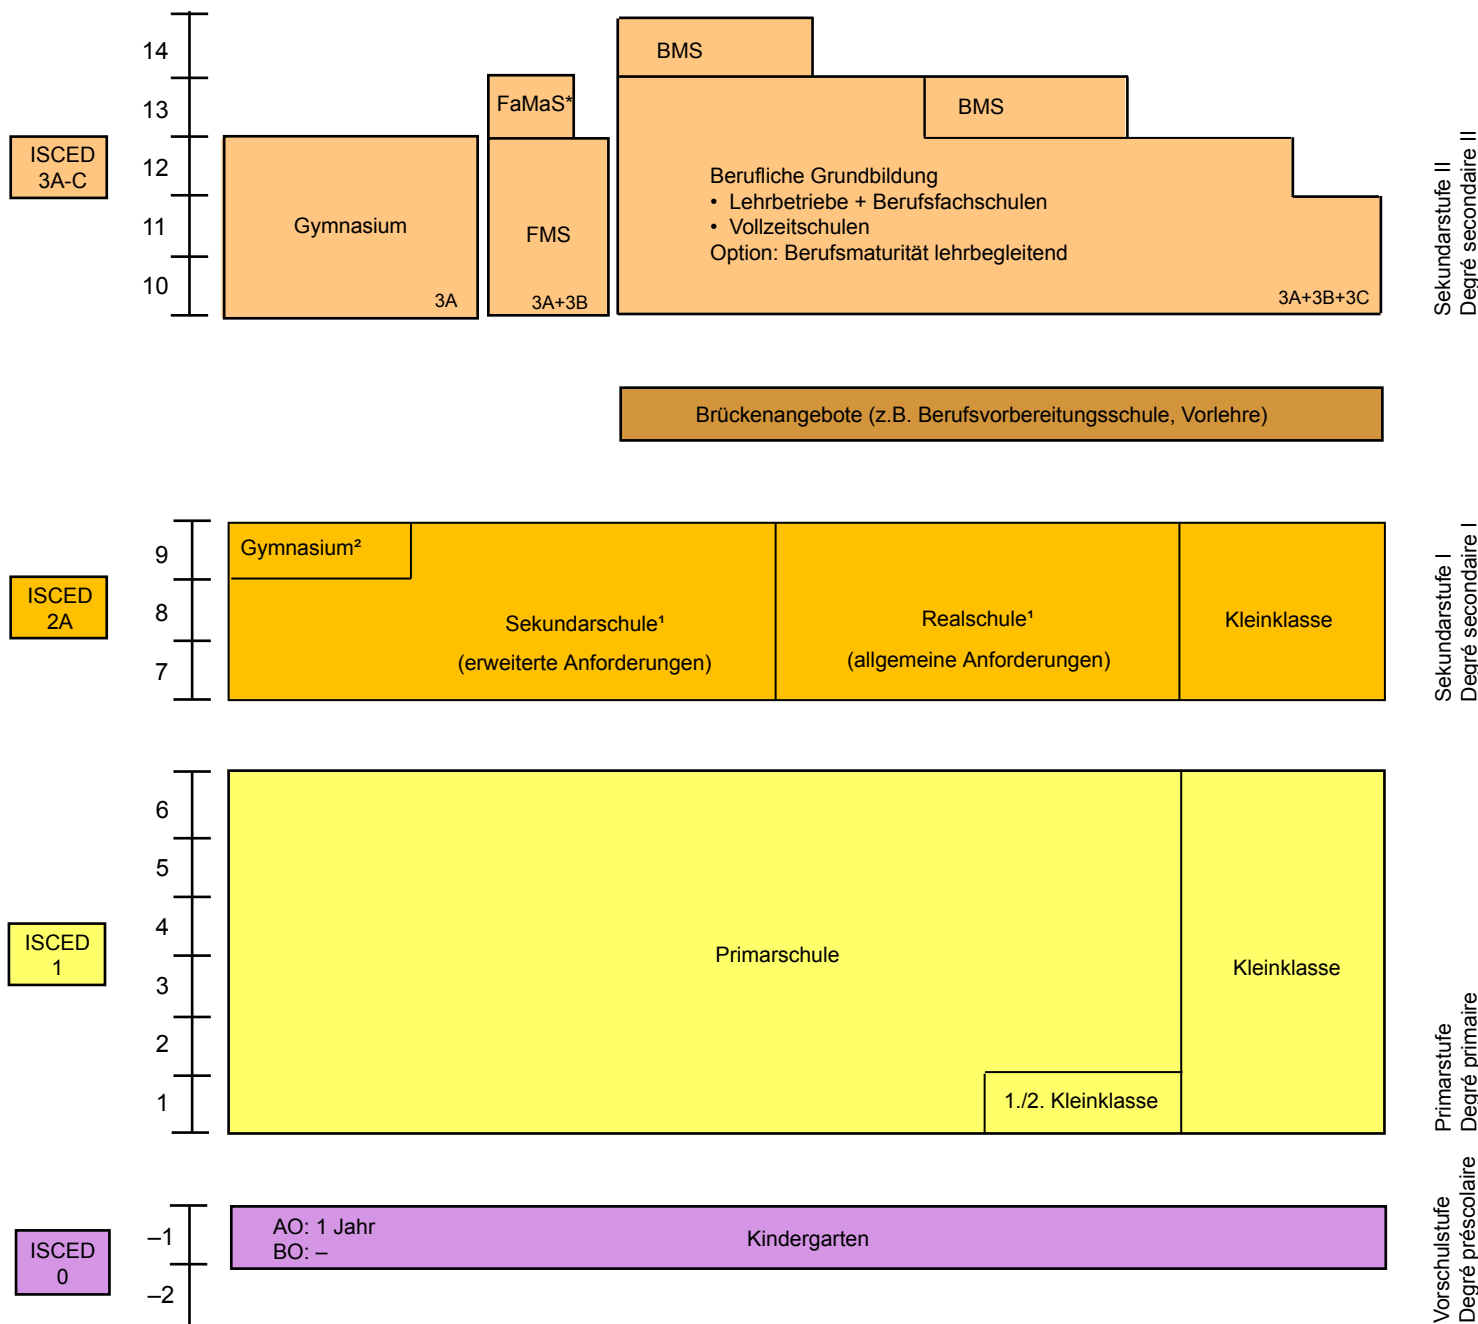 14
BMS
13
FaMaS*
BMS
ISCED
3A-C
12
11
10
Gymnasium
3A
FMS
3A+3B
Berufliche Grundbildung
• Lehrbetriebe + Berufsfachschulen
• Vollzeitschulen
Option: Berufsmaturität lehrbegleitend
3A+3B+3C
Sekundarstufe II
Degré secondaire II
Brückenangebote (z.B. Berufsvorbereitungsschule, Vorlehre)
ISCED
2A
9
8
7
Gymnasium²
Sekundarschule¹
(erweiterte Anforderungen)
Realschule¹
(allgemeine Anforderungen)
Kleinklasse
Sekundarstufe I
Degré secondaire I
ISCED
1
6
5
4
3
2
1
Primarschule
Kleinklasse
1./2. Kleinklasse
Primarstufe
Degré primaire
ISCED
0
–1
–2
AO: 1 Jahr
BO: –
Kindergarten
Vorschulstufe
Degré préscolaire